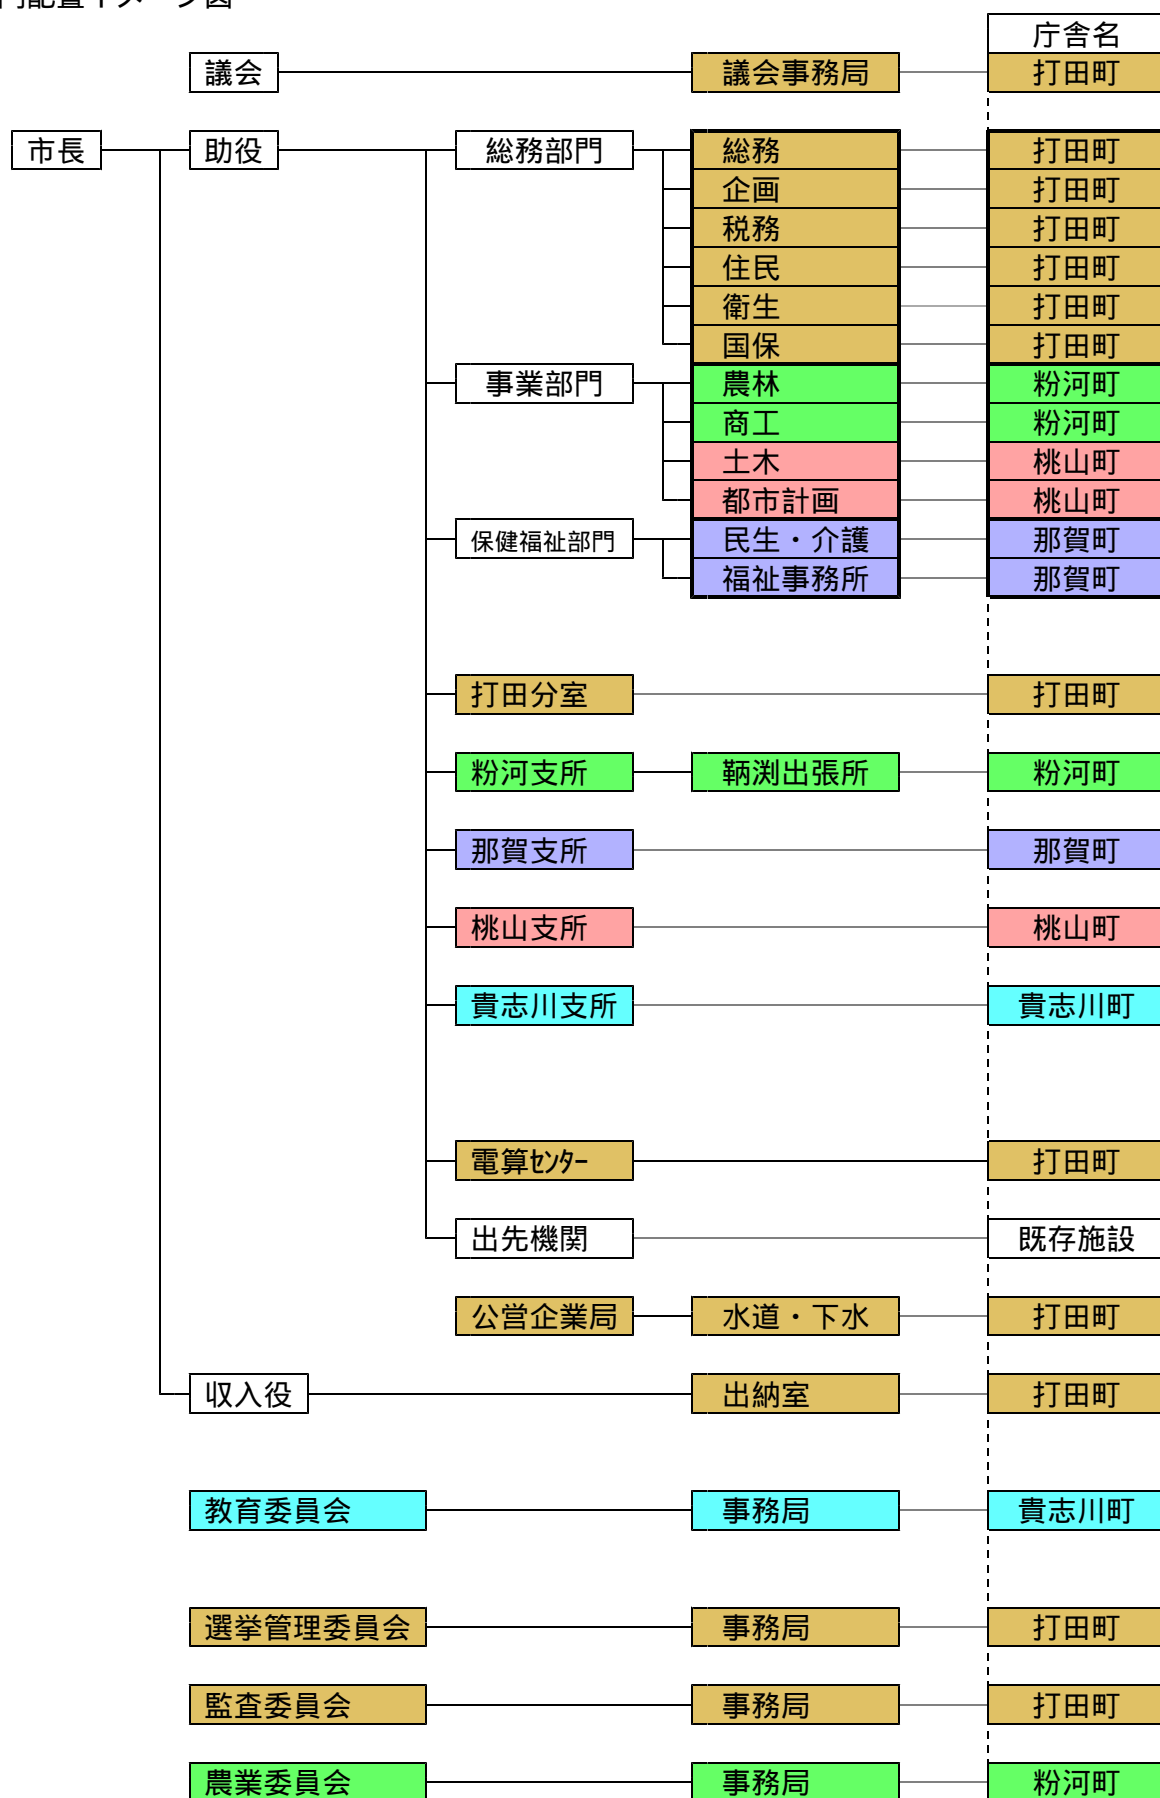 庁舎名
議会 議会事務局 打田町
市長 助役 総務部門 総務 打田町
企画 打田町
税務 打田町
住民 打田町
衛生 打田町
国保 打田町
事業部門 農林 粉河町
商工 粉河町
土木 桃山町
都市計画 桃山町
保健福祉部門 民生・介護 那賀町
福祉事務所 那賀町
打田分室 打田町
粉河支所 鞆渕出張所 粉河町
那賀支所 那賀町
桃山支所 桃山町
貴志川支所 貴志川町
電算ｾﾝﾀｰ 打田町
出先機関 既存施設
公営企業局 水道・下水 打田町
収入役 出納室 打田町
教育委員会 事務局 貴志川町
選挙管理委員会 事務局 打田町
監査委員会 事務局 打田町
農業委員会 事務局 粉河町